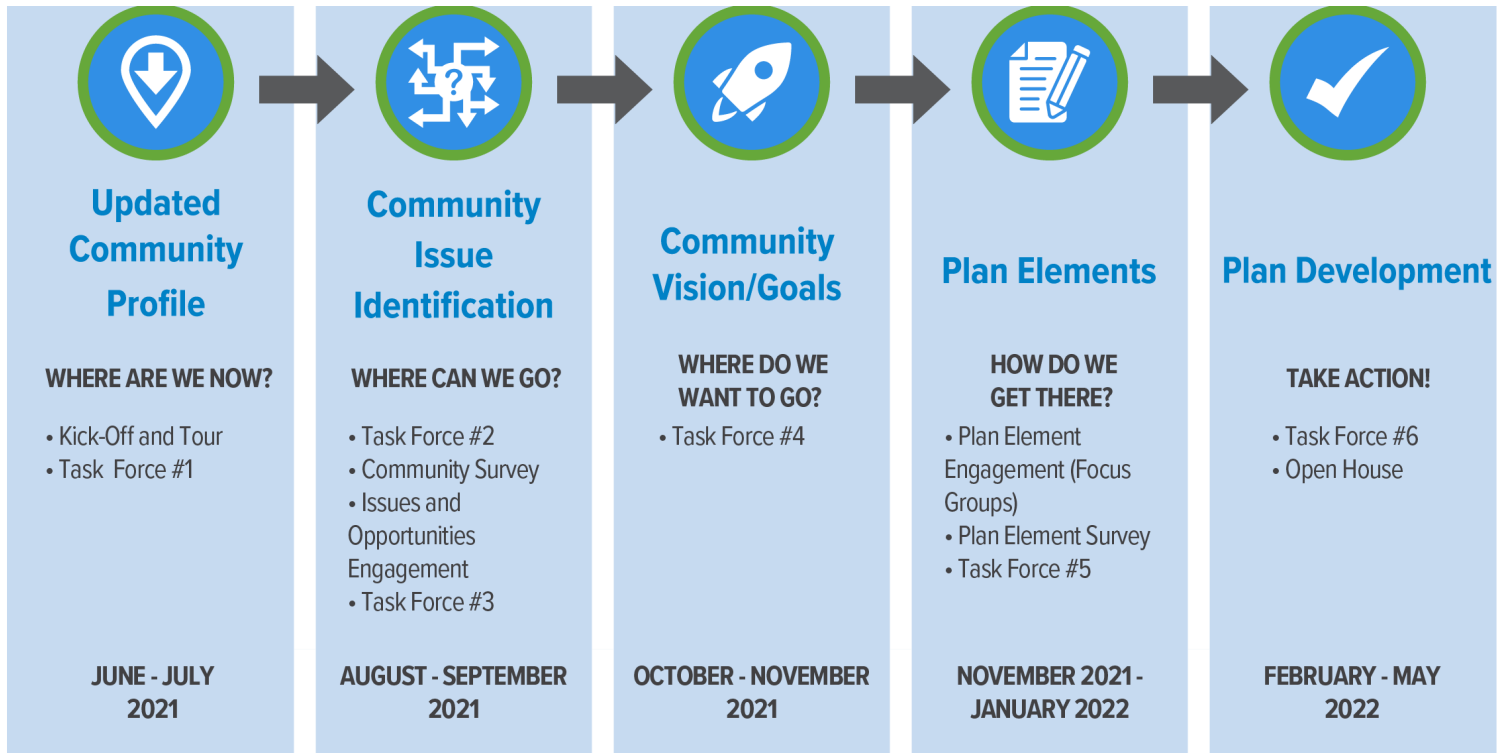 ?
Updated
Community
Profile
WHERE ARE WE NOW?
• Kick-Off and Tour
• Task Force #1
JUNE - JULY
2021
Community
Issue
Identification
WHERE CAN WE GO?
• Task Force #2
• Community Survey
• Issues and
Opportunities
Engagement
• Task Force #3
AUGUST - SEPTEMBER
2021
Community
Vision/Goals
WHERE DO WE
WANT TO GO?
• Task Force #4
OCTOBER - NOVEMBER
2021
Plan Elements
HOW DO WE
GET THERE?
• Plan Element
Engagement (Focus
Groups)
• Plan Element Survey
• Task Force #5
NOVEMBER 2021 -
JANUARY 2022
Plan Development
TAKE ACTION!
• Task Force #6
• Open House
FEBRUARY - MAY
2022